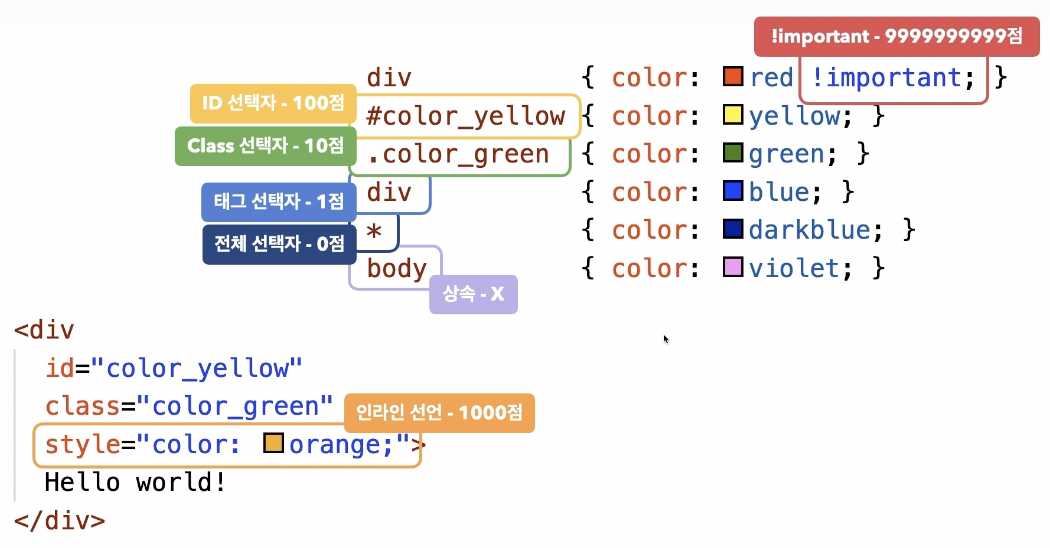 !important - 9999999999점
div { color: red !important; }
ID 선택자 - 100점
#color_yellow { color: yellow; }
Class 선택자 - 10점
.color_green { color: green; }
태그 선택자 - 1점
div { color: blue; }
전체 선택자 - 0점
* { color: darkblue; }
body { color: violet; }
상속 - X
<div
id="color_yellow"
class="color_green"
인라인 선언 - 1000점
style="color: orange;">
Hello world!
</div>